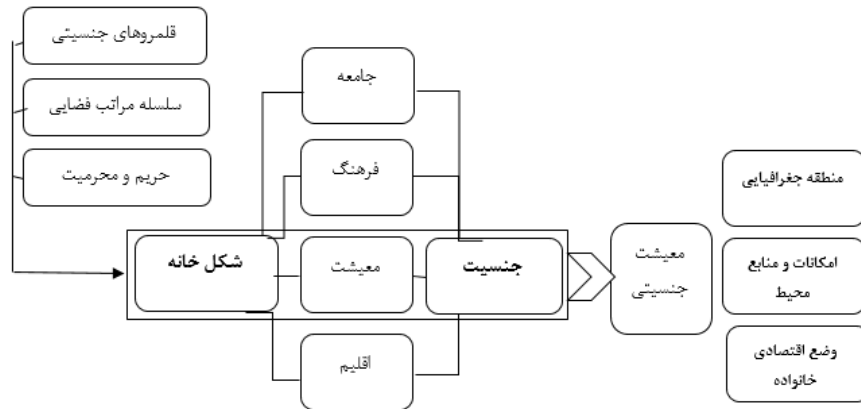 قلمروهای جنسیتی
سلسله مراتب فضایی
حریم و محرمیت
جامعه
فرهنگ
شکل خانه
معیشت
جنسیت
اقلیم
معیشت
جنسیتی
منطقه جغرافیایی
امکانات و منابع
محیط
وضع اقتصادی
خانواده